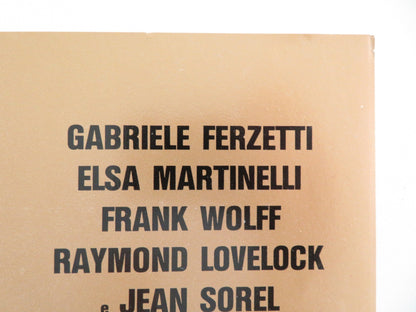 GABRIELE FERZETTI
ELSA MARTINELLI
FRANK WOLFF
RAYMOND LOVELOCK
e JEAN SOREL